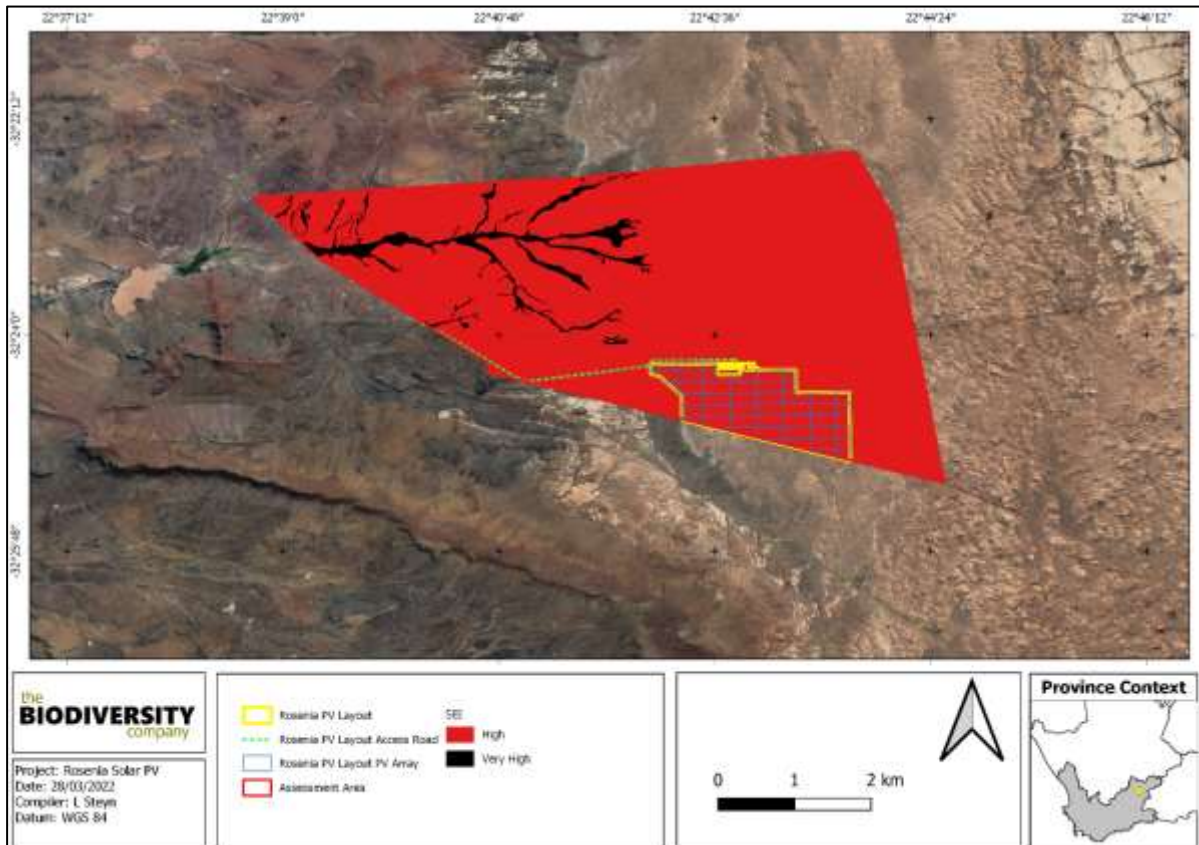 22°37'12" 22°39'0" 22°40'48" 22°42'36" 22°44'24" 22°46'12"
-32°22'12"
-32°24'0"
-32°25'48"
the
BIODIVERSITY
company
Project: Rosenia Solar PV
Date: 28/03/2022
Compiler: L Steyn
Datum: WGS 84
Rosenia PV Layout
Rosenia PV Layout Access Road
Rosenia PV Layout PV Array
Assessment Area
SEI
High
Very High
0 1 2 km
Province Context